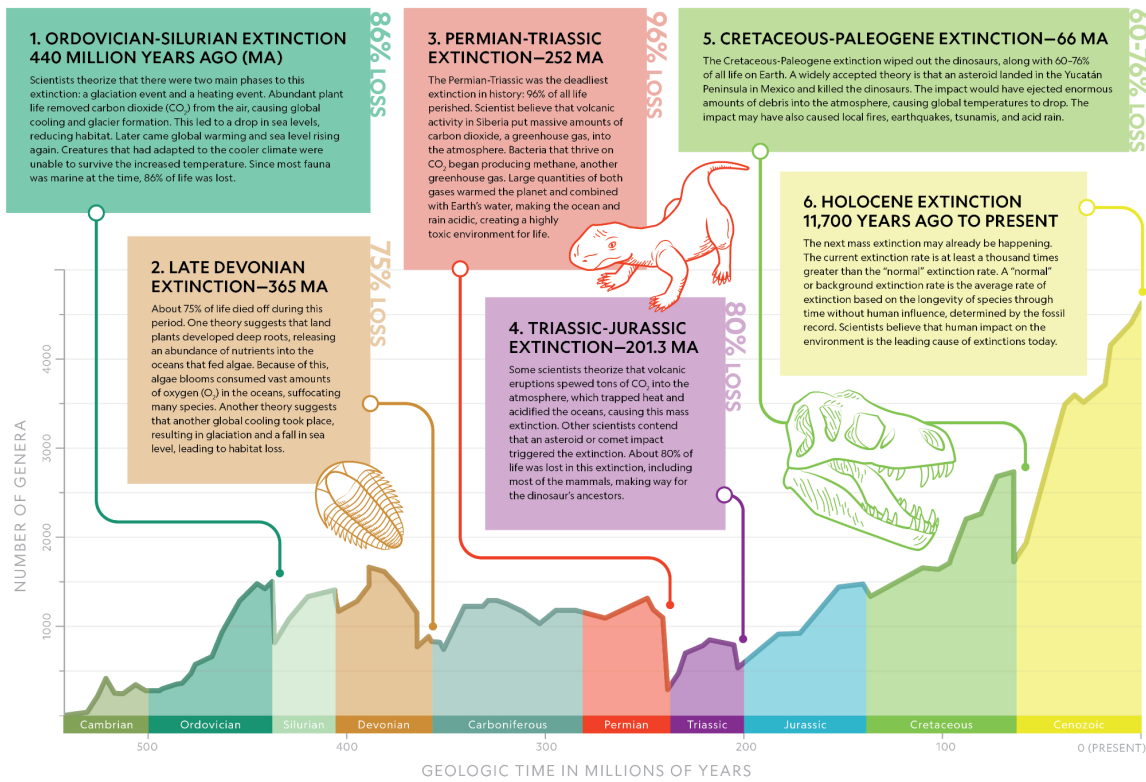 1. ORDOVICIAN-SILURIAN EXTINCTION
440 MILLION YEARS AGO (MA)
Scientists theorize that there were two main phases to this
extinction: a glaciation event and a heating event. Abundant plant
life removed carbon dioxide (CO₂) from the air, causing global
cooling and glacier formation. This led to a drop in sea levels,
reducing habitat. Later came global warming and sea level rising
again. Creatures that had adapted to the cooler climate were
unable to survive the increased temperature. Since most fauna
was marine at the time, 86% of life was lost.
86% LOSS
2. LATE DEVONIAN
EXTINCTION—365 MA
About 75% of life died off during this
period. One theory suggests that land
plants developed deep roots, releasing
an abundance of nutrients into the
oceans that fed algae. Because of this,
algae blooms consumed vast amounts
of oxygen (O₂) in the oceans, suffocating
many species. Another theory suggests
that another global cooling took place,
resulting in glaciation and a fall in sea
level, leading to habitat loss.
75% LOSS
3. PERMIAN-TRIASSIC
EXTINCTION—252 MA
The Permian-Triassic was the deadliest
extinction in history: 96% of all life
perished. Scientist believe that volcanic
activity in Siberia put massive amounts of
carbon dioxide, a greenhouse gas, into
the atmosphere. Bacteria that thrive on
CO₂ began producing methane, another
greenhouse gas. Large quantities of both
gases warmed the planet and combined
with Earth's water, making the ocean and
rain acidic, creating a highly
toxic environment for life.
96% LOSS
4. TRIASSIC-JURASSIC
EXTINCTION—201.3 MA
Some scientists theorize that volcanic
eruptions spewed tons of CO₂ into the
atmosphere, which trapped heat and
acidified the oceans, causing this mass
extinction. Other scientists contend
that an asteroid or comet impact
triggered the extinction. About 80% of
life was lost in this extinction, including
most of the mammals, making way for
the dinosaur's ancestors.
80% LOSS
5. CRETACEOUS-PALEOGENE EXTINCTION—66 MA
The Cretaceous-Paleogene extinction wiped out the dinosaurs, along with 60–76%
of all life on Earth. A widely accepted theory is that an asteroid landed in the Yucatán
Peninsula in Mexico and killed the dinosaurs. The impact would have ejected enormous
amounts of debris into the atmosphere, causing global temperatures to drop. The
impact may have also caused local fires, earthquakes, tsunamis, and acid rain.
60-76% LOSS
6. HOLOCENE EXTINCTION
11,700 YEARS AGO TO PRESENT
The next mass extinction may already be happening.
The current extinction rate is at least a thousand times
greater than the "normal" extinction rate. A "normal"
or background extinction rate is the average rate of
extinction based on the longevity of species through
time without human influence, determined by the fossil
record. Scientists believe that human impact on the
environment is the leading cause of extinctions today.
NUMBER OF GENERA
4000
3000
2000
1000
Cambrian
Ordovician
Silurian
Devonian
Carboniferous
Permian
Triassic
Jurassic
Cretaceous
Cenozoic
500
400
300
200
100
0 (PRESENT)
GEOLOGIC TIME IN MILLIONS OF YEARS